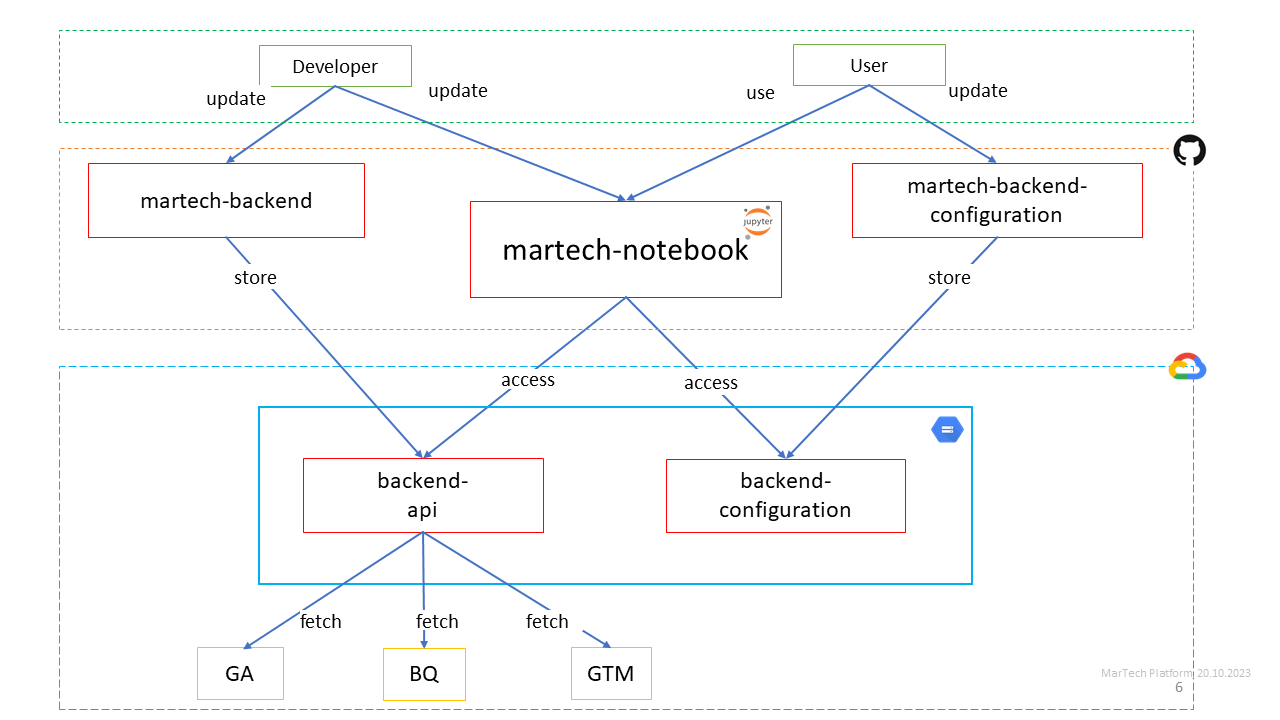 Developer
User
update
update
use
update
martech-backend
martech-notebook
jupyter
martech-backend-
configuration
store
store
access
access
backend-
api
backend-
configuration
fetch
fetch
fetch
GA
BQ
GTM
MarTech Platform 20.10.2023
6